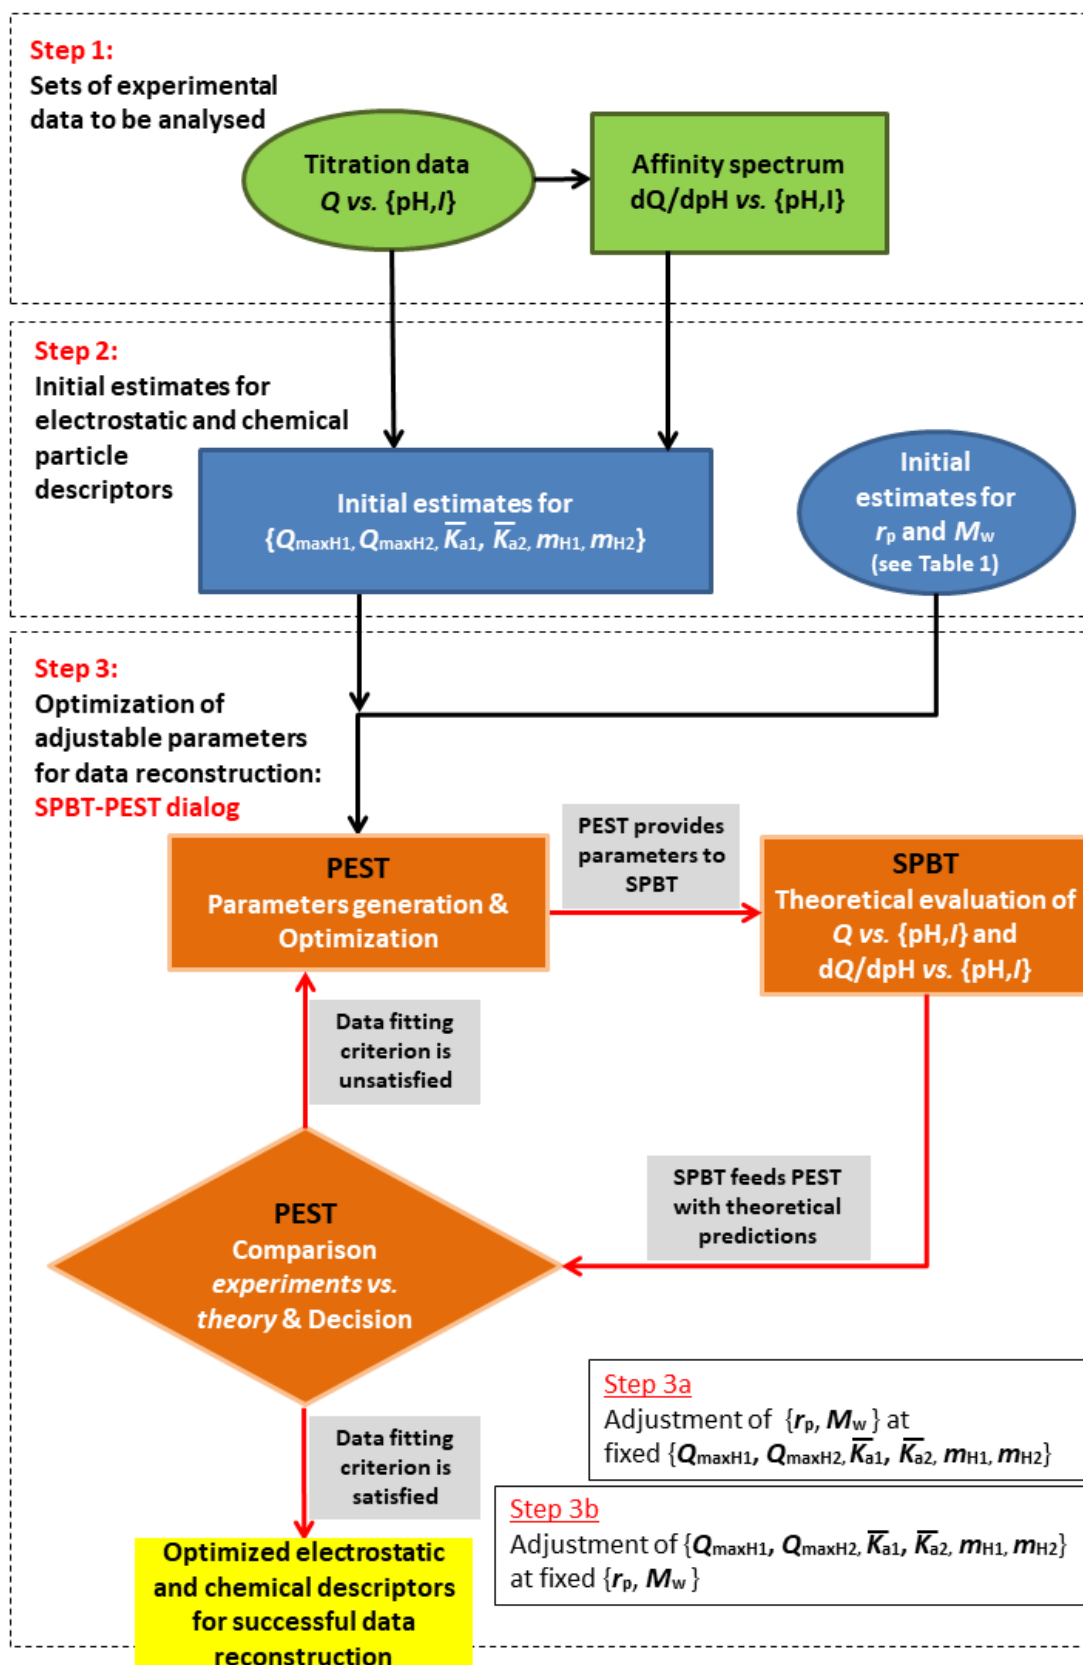 Step 1:
Sets of experimental
data to be analysed
Titration data
Q vs. {pH,I}
Affinity spectrum
dQ/dpH vs. {pH,I}
Step 2:
Initial estimates for
electrostatic and chemical
particle
descriptors
Initial estimates for
{QmaxH1, QmaxH2, K̅a1, K̅a2, mH1, mH2}
Initial
estimates for
rp and Mw
(see Table 1)
Step 3:
Optimization of
adjustable parameters
for data reconstruction:
SPBT-PEST dialog
PEST
Parameters generation &
Optimization
PEST provides
parameters to
SPBT
SPBT
Theoretical evaluation of
Q vs. {pH,I} and
dQ/dpH vs. {pH,I}
Data fitting
criterion is
unsatisfied
PEST
Comparison
experiments vs.
theory & Decision
SPBT feeds PEST
with theoretical
predictions
Data fitting
criterion is
satisfied
Step 3a
Adjustment of {rp, Mw} at
fixed {QmaxH1, QmaxH2, K̅a1, K̅a2, mH1, mH2}
Step 3b
Adjustment of {QmaxH1, QmaxH2, K̅a1, K̅a2, mH1, mH2}
at fixed {rp, Mw}
Optimized electrostatic
and chemical descriptors
for successful data
reconstruction